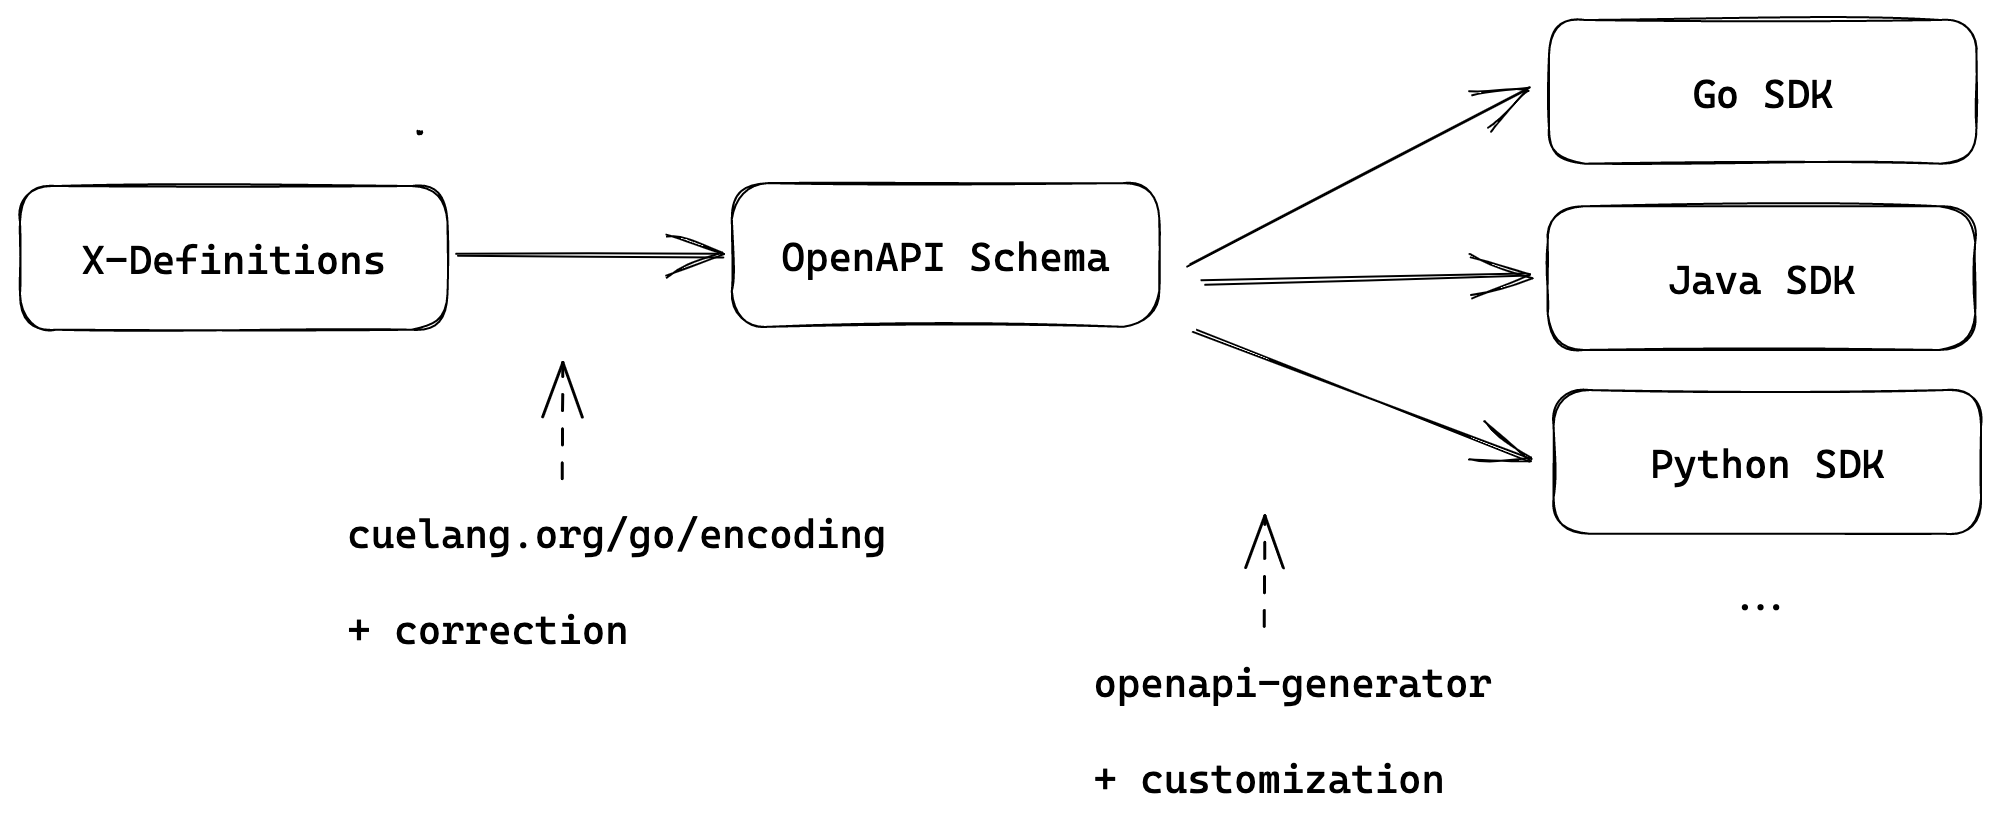 Go SDK
X-Definitions
OpenAPI Schema
Java SDK
Python SDK
cuelang.org/go/encoding
+ correction
...
openapi-generator
+ customization